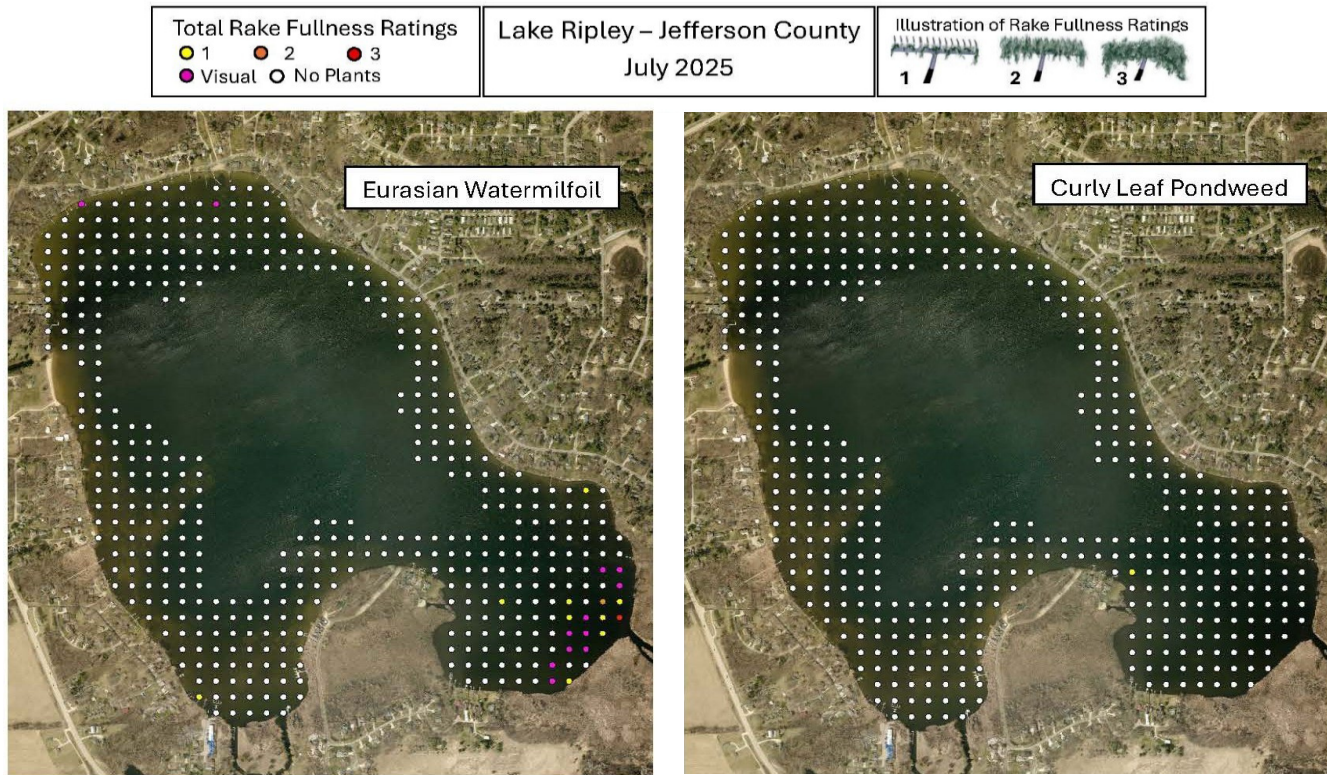 Total Rake Fullness Ratings
1 2 3
Visual No Plants
Lake Ripley – Jefferson County
July 2025
Illustration of Rake Fullness Ratings
1 2 3
Eurasian Watermilfoil
Curly Leaf Pondweed